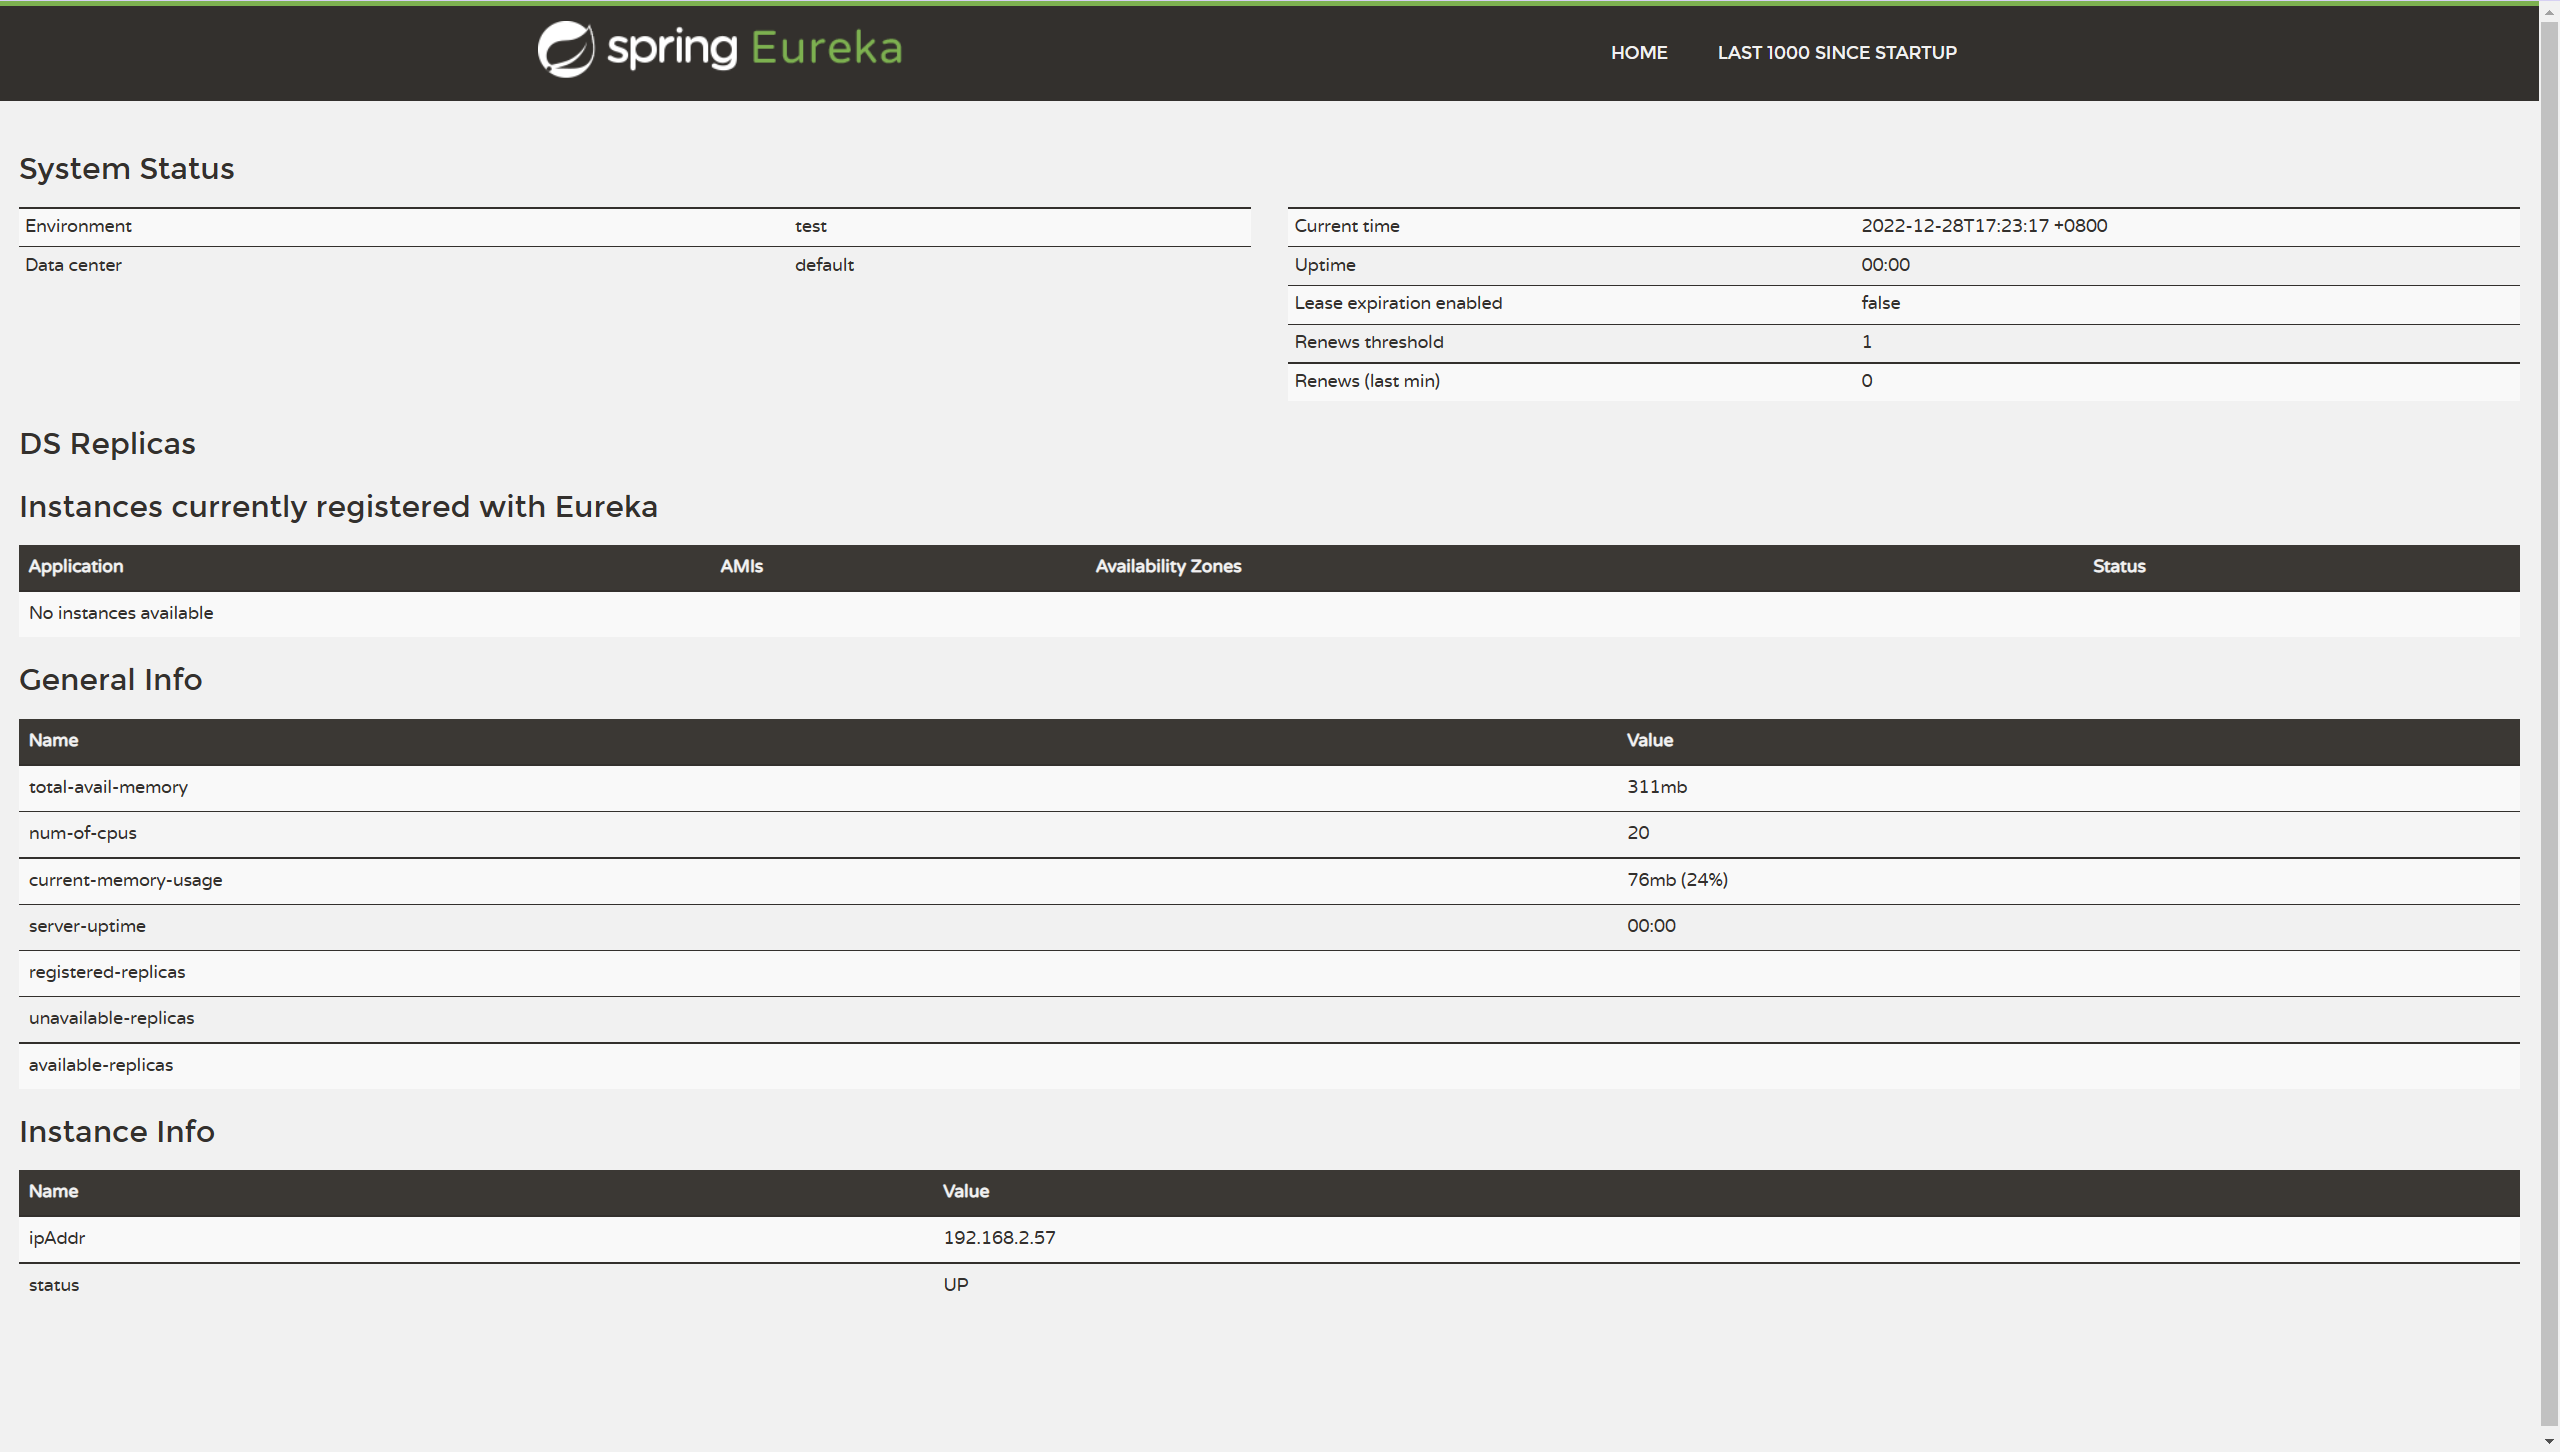 spring Eureka
HOME LAST 1000 SINCE STARTUP
System Status
Environment test
Data center default
Current time 2022-12-28T17:23:17 +0800
Uptime 00:00
Lease expiration enabled false
Renews threshold 1
Renews (last min) 0
DS Replicas
Instances currently registered with Eureka
Application AMIs Availability Zones Status
No instances available
General Info
Name Value
total-avail-memory 311mb
num-of-cpus 20
current-memory-usage 76mb (24%)
server-uptime 00:00
registered-replicas
unavailable-replicas
available-replicas
Instance Info
Name Value
ipAddr 192.168.2.57
status UP